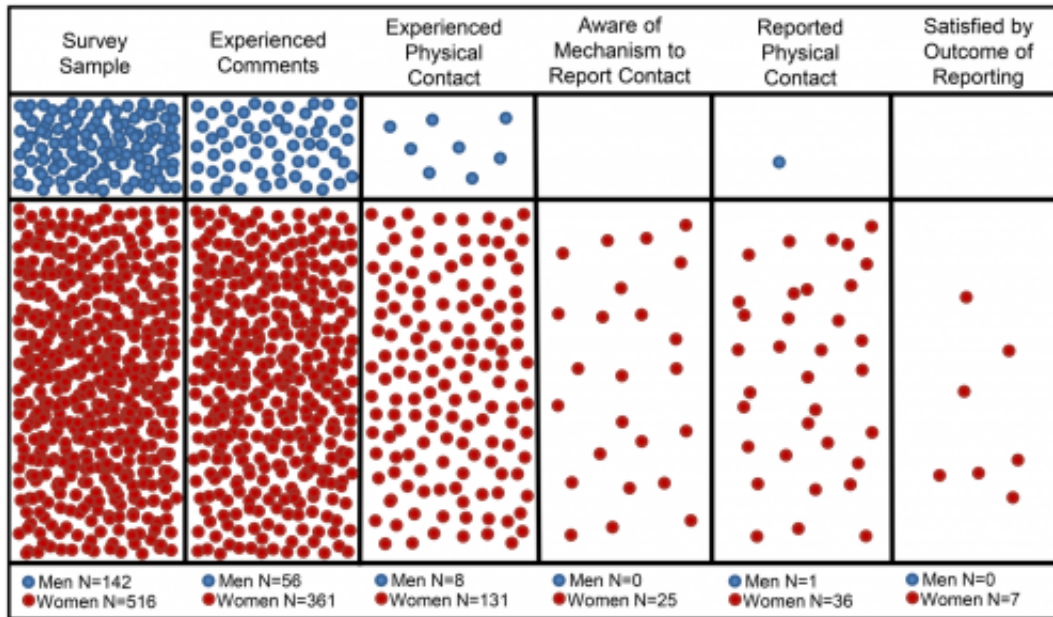 Survey
Sample
Experienced
Comments
Experienced
Physical
Contact
Aware of
Mechanism to
Report Contact
Reported
Physical
Contact
Satisfied by
Outcome of
Reporting
Men N=142
Women N=516
Men N=56
Women N=361
Men N=8
Women N=131
Men N=0
Women N=25
Men N=1
Women N=36
Men N=0
Women N=7